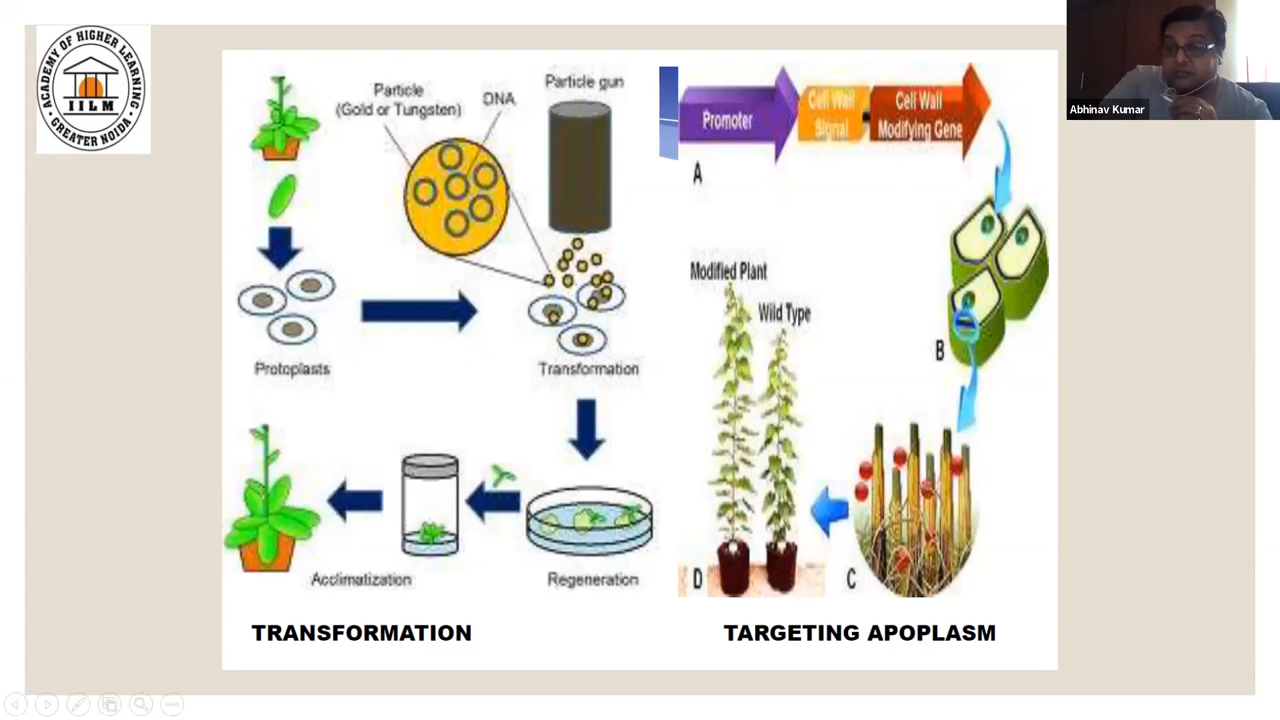 ACADEMY OF HIGHER LEARNING
IILM
GREATER NOIDA
Particle
(Gold or Tungsten)
DNA
Particle gun
Protoplasts
Transformation
Acclimatization
Regeneration
TRANSFORMATION
Promoter
Cell Wall
Signal
Cell Wall
Modifying Gene
A
Modified Plant
Wild Type
B
D
C
TARGETING APOPLASM
Abhinav Kumar